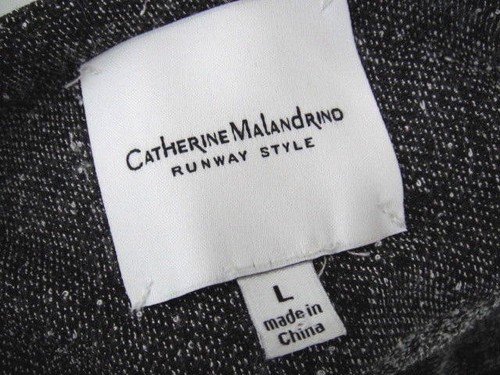 CATHERINE MALANDRINO
RUNWAY STYLE
L
made in
China